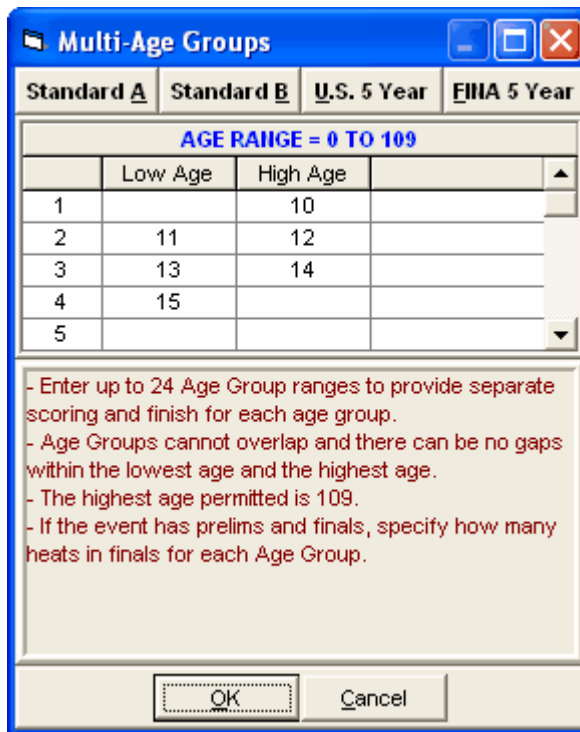 Multi-Age Groups
Standard A Standard B U.S. 5 Year FINA 5 Year
AGE RANGE = 0 TO 109
Low Age High Age
1 10
2 11 12
3 13 14
4 15
5
- Enter up to 24 Age Group ranges to provide separate
scoring and finish for each age group.
- Age Groups cannot overlap and there can be no gaps
within the lowest age and the highest age.
- The highest age permitted is 109.
- If the event has prelims and finals, specify how many
heats in finals for each Age Group.
OK Cancel